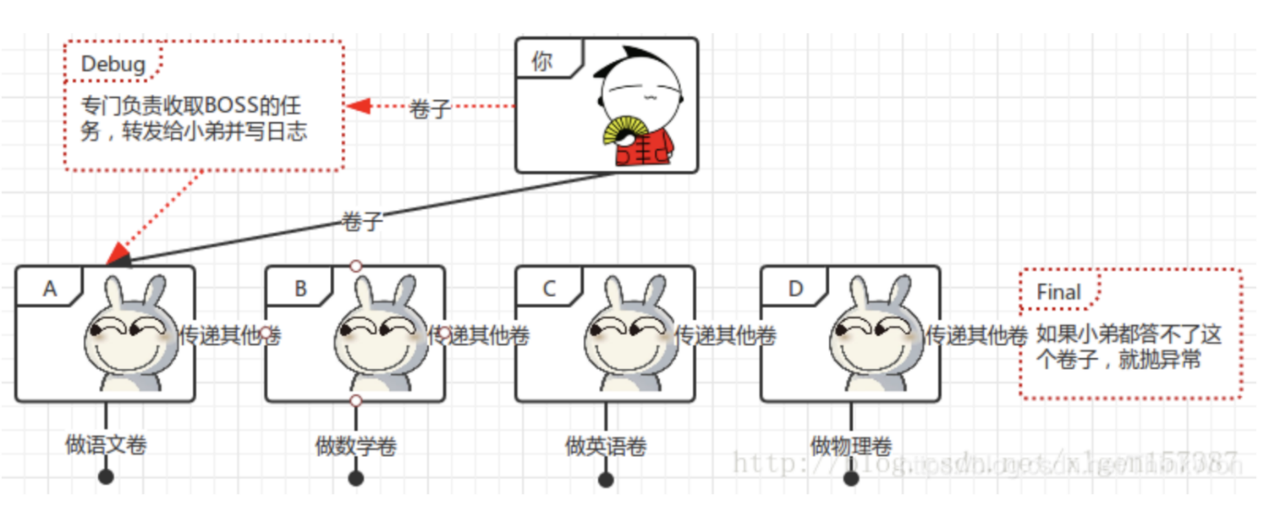 Debug
专门负责收取BOSS的任
务，转发给小弟并写日志
卷子
你
卷子
A
传递其他卷
B
传递其他卷
C
传递其他卷
D
传递其他卷
Final
如果小弟都答不了这
个卷子，就抛异常
做语文卷
做数学卷
做英语卷
做物理卷